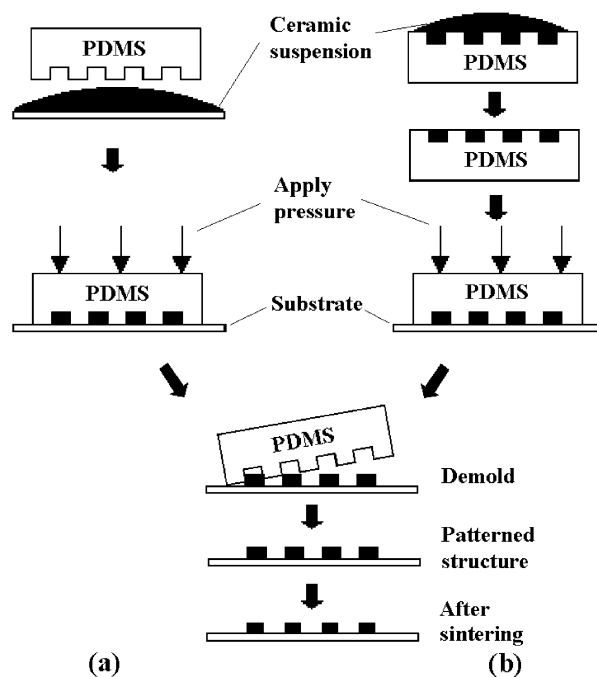 PDMS
Ceramic
suspension
PDMS
PDMS
Apply
pressure
PDMS
PDMS
Substrate
PDMS
Demold
Patterned
structure
After
sintering
(a)
(b)